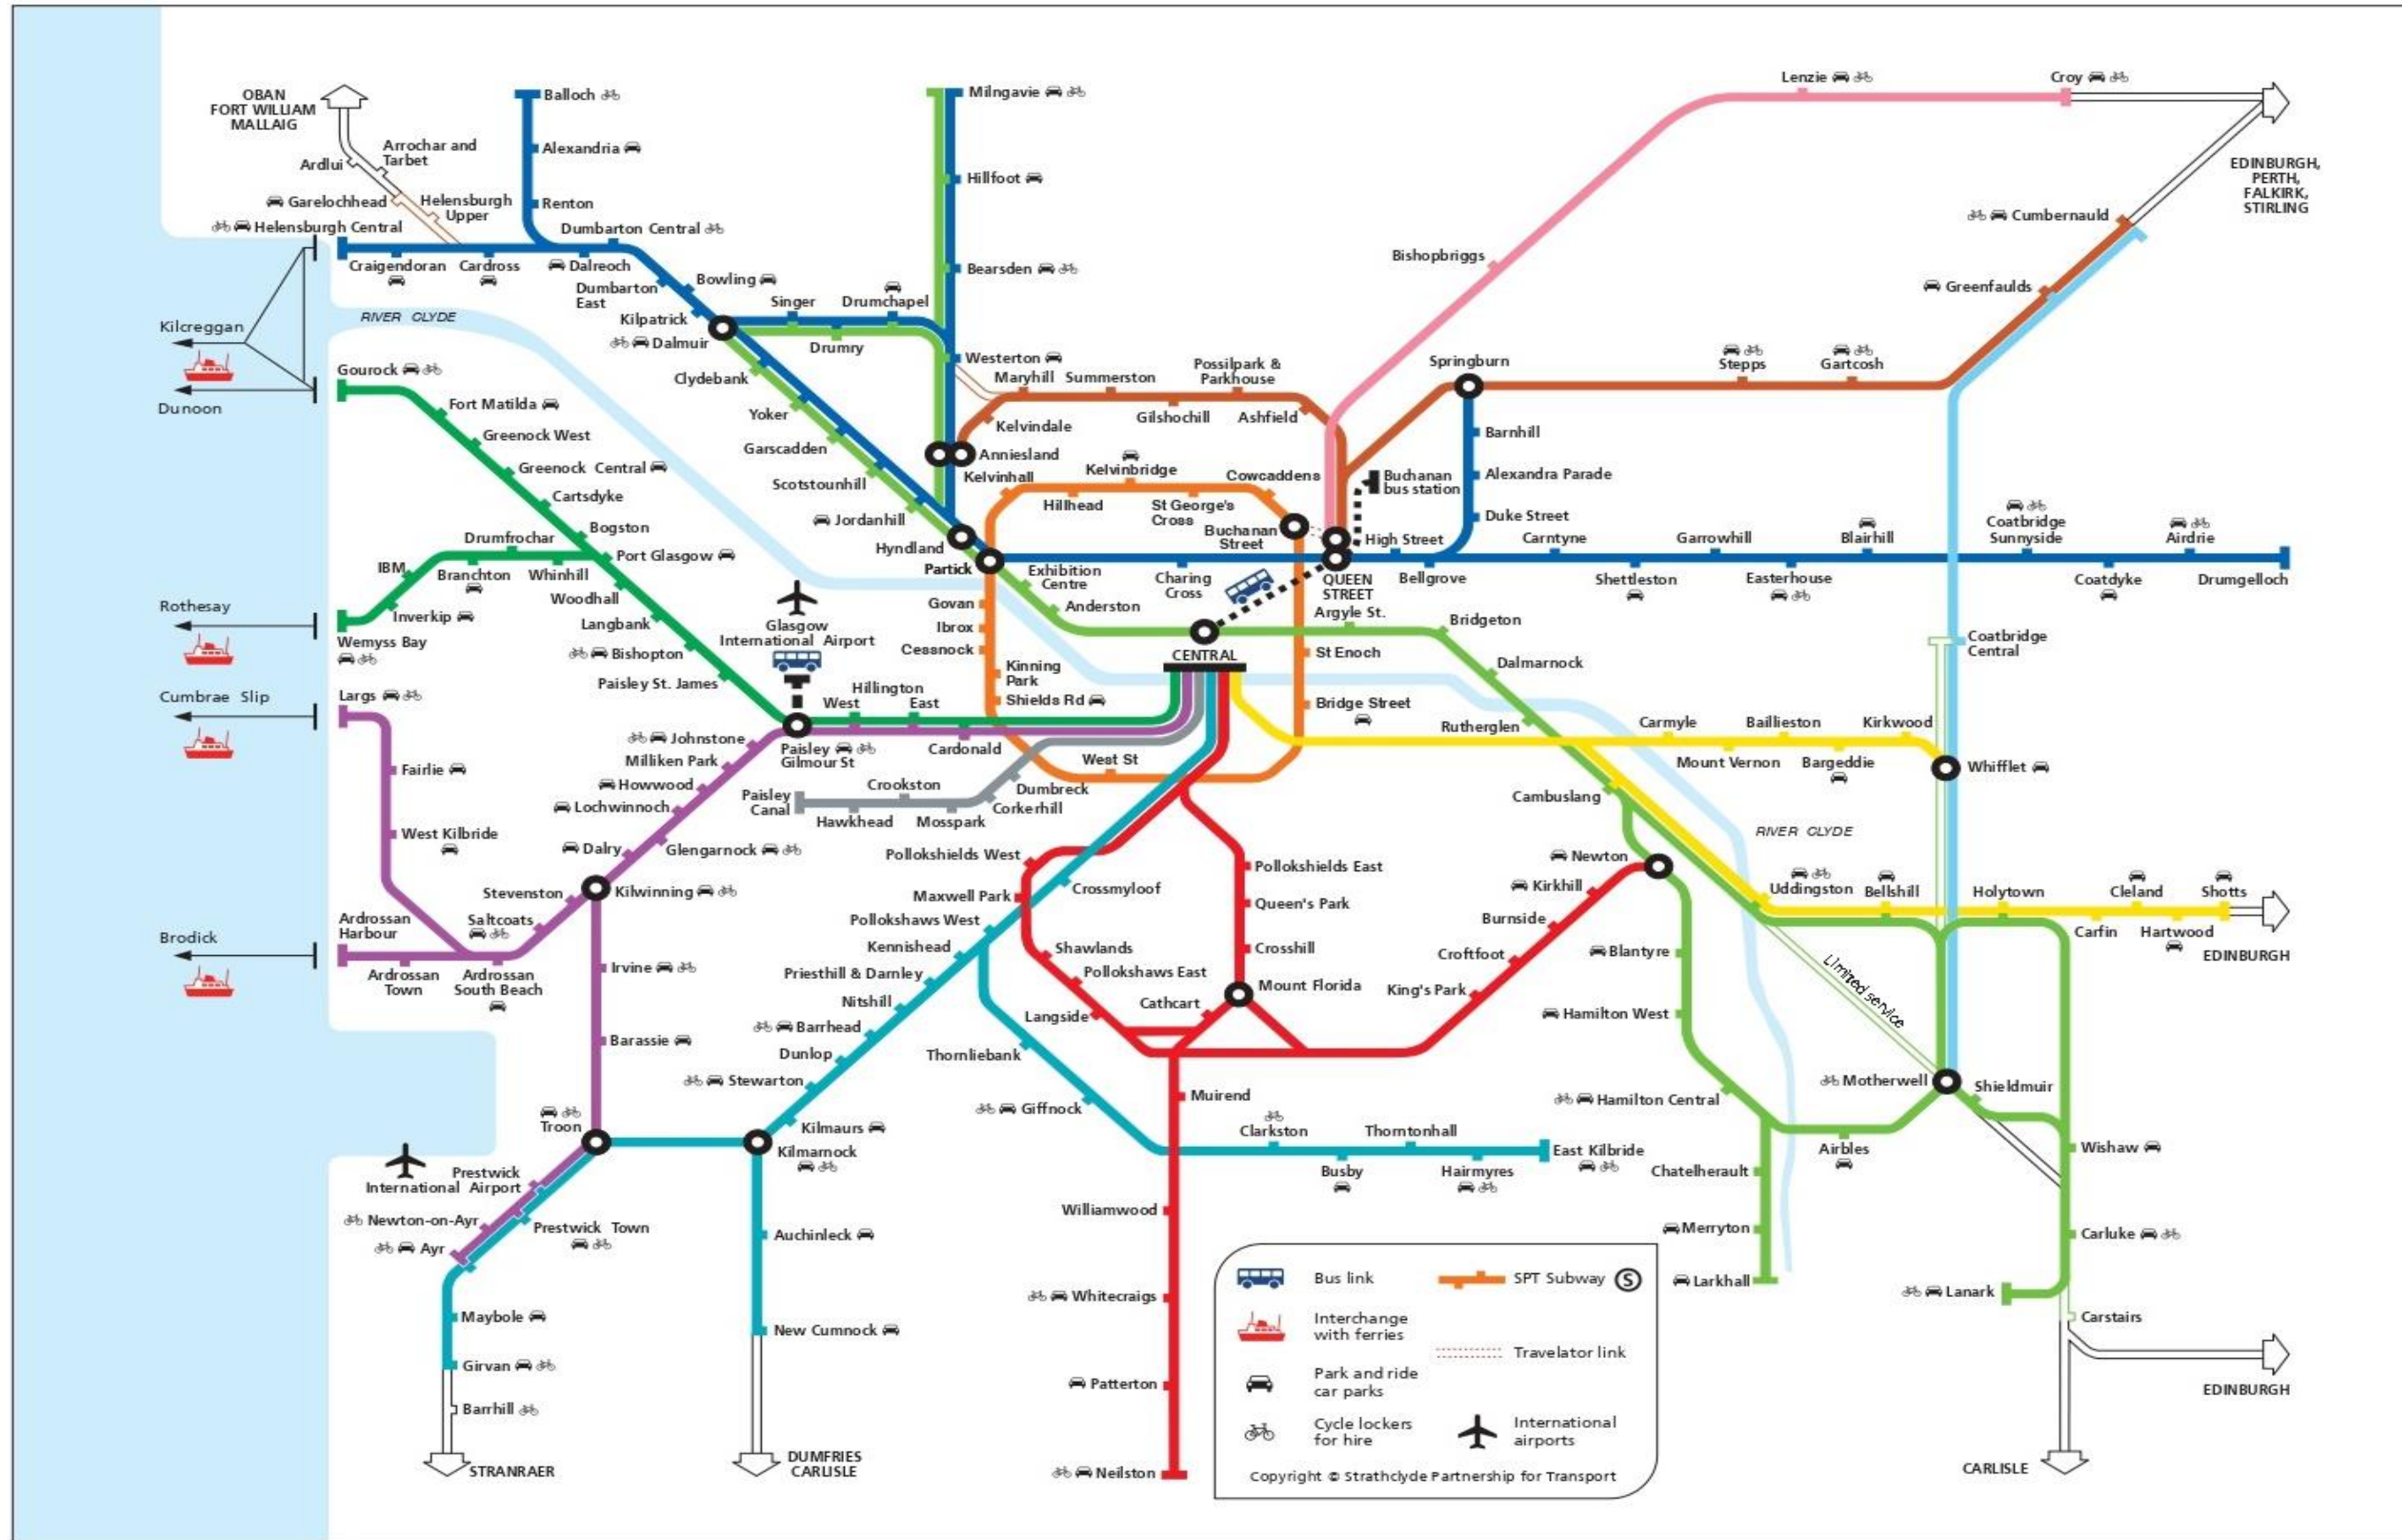 OBAN
FORT WILLIAM
MALLAIG
Ardlui
Arrochar and
Tarbet
Garelochhead
Helensburgh
Upper
Helensburgh Central
Craigendoran
Cardross
Balloch
Alexandria
Renton
Dalreoch
Dumbarton Central
Dumbarton
East
Bowling
Kilpatrick
Dalmuir
Singer
Drumchapel
Drumry
Clydebank
Yoker
Garscadden
Scotstounhill
Jordanhill
Hyndland
Partick
Milngavie
Hillfoot
Bearsden
Westerton
Anniesland
Maryhill
Summerston
Possilpark &
Parkhouse
Kelvindale
Gilshochill
Ashfield
Lenzie
Croy
Bishopbriggs
EDINBURGH,
PERTH,
FALKIRK,
STIRLING
Cumbernauld
Greenfaulds
Springburn
Stepps
Gartcosh
Barnhill
Alexandra Parade
Duke Street
RIVER CLYDE
Kilcreggan
Dunoon
Gourock
Fort Matilda
Greenock West
Greenock Central
Cartsdyke
Bogston
Port Glasgow
Drumfrochar
IBM
Branchton
Whinhill
Inverkip
Wemyss Bay
Rothesay
Woodhall
Langbank
Bishopton
Paisley St. James
Glasgow
International Airport
Kelvinhall
Kelvinbridge
Cowcaddens
Hillhead
St George's
Cross
Buchanan
Street
Buchanan
bus station
High Street
QUEEN
STREET
Charing
Cross
Exhibition
Centre
Anderston
Govan
Ibrox
Cessnock
Kinning
Park
Shields Rd
West St
Bridge Street
St Enoch
CENTRAL
Argyle St.
Bellgrove
Carntyne
Shettleston
Garrowhill
Easterhouse
Blairhill
Coatbridge
Sunnyside
Coatdyke
Airdrie
Drumgelloch
Coatbridge
Central
Bridgeton
Dalmarnock
Rutherglen
Carmyle
Mount Vernon
Baillieston
Bargeddie
Kirkwood
Whifflet
Cambuslang
RIVER CLYDE
Newton
Kirkhill
Burnside
Croftfoot
King's Park
Uddingston
Bellshill
Holytown
Carfin
Cleland
Hartwood
Shotts
EDINBURGH
Limited service
Blantyre
Hamilton West
Hamilton Central
Motherwell
Shieldmuir
Airbles
Chatelherault
Merryton
Larkhall
Wishaw
Carluke
Lanark
Carstairs
EDINBURGH
CARLISLE
Cumbrae Slip
Largs
Fairlie
West Kilbride
Brodick
Ardrossan
Harbour
Ardrossan
Town
Ardrossan
South Beach
Saltcoats
Stevenston
Kilwinning
Dalry
Glengarnock
Lochwinnoch
Howwood
Milliken Park
Johnstone
Paisley
Gilmour St
Hillington
West
East
Cardonald
Paisley
Canal
Hawkhead
Crookston
Mosspark
Corkerhill
Dumbreck
Irvine
Barassie
Troon
Prestwick
International Airport
Prestwick Town
Newton-on-Ayr
Ayr
Maybole
Girvan
Barrhill
STRANRAER
Kilmarnock
Auchinleck
New Cumnock
DUMFRIES
CARLISLE
Kilmaurs
Stewarton
Dunlop
Barrhead
Nitshill
Priesthill & Darnley
Kennishead
Pollokshaws West
Crossmyloof
Pollokshields West
Maxwell Park
Shawlands
Pollokshaws East
Langside
Cathcart
Pollokshields East
Queen's Park
Crosshill
Mount Florida
Thornliebank
Giffnock
Clarkston
Busby
Thorntonhall
Hairmyres
East Kilbride
Muirend
Williamwood
Whitecraigs
Patterton
Neilston
Bus link
SPT Subway S
Interchange
with ferries
Travelator link
Park and ride
car parks
Cycle lockers
for hire
International
airports
Copyright © Strathclyde Partnership for Transport